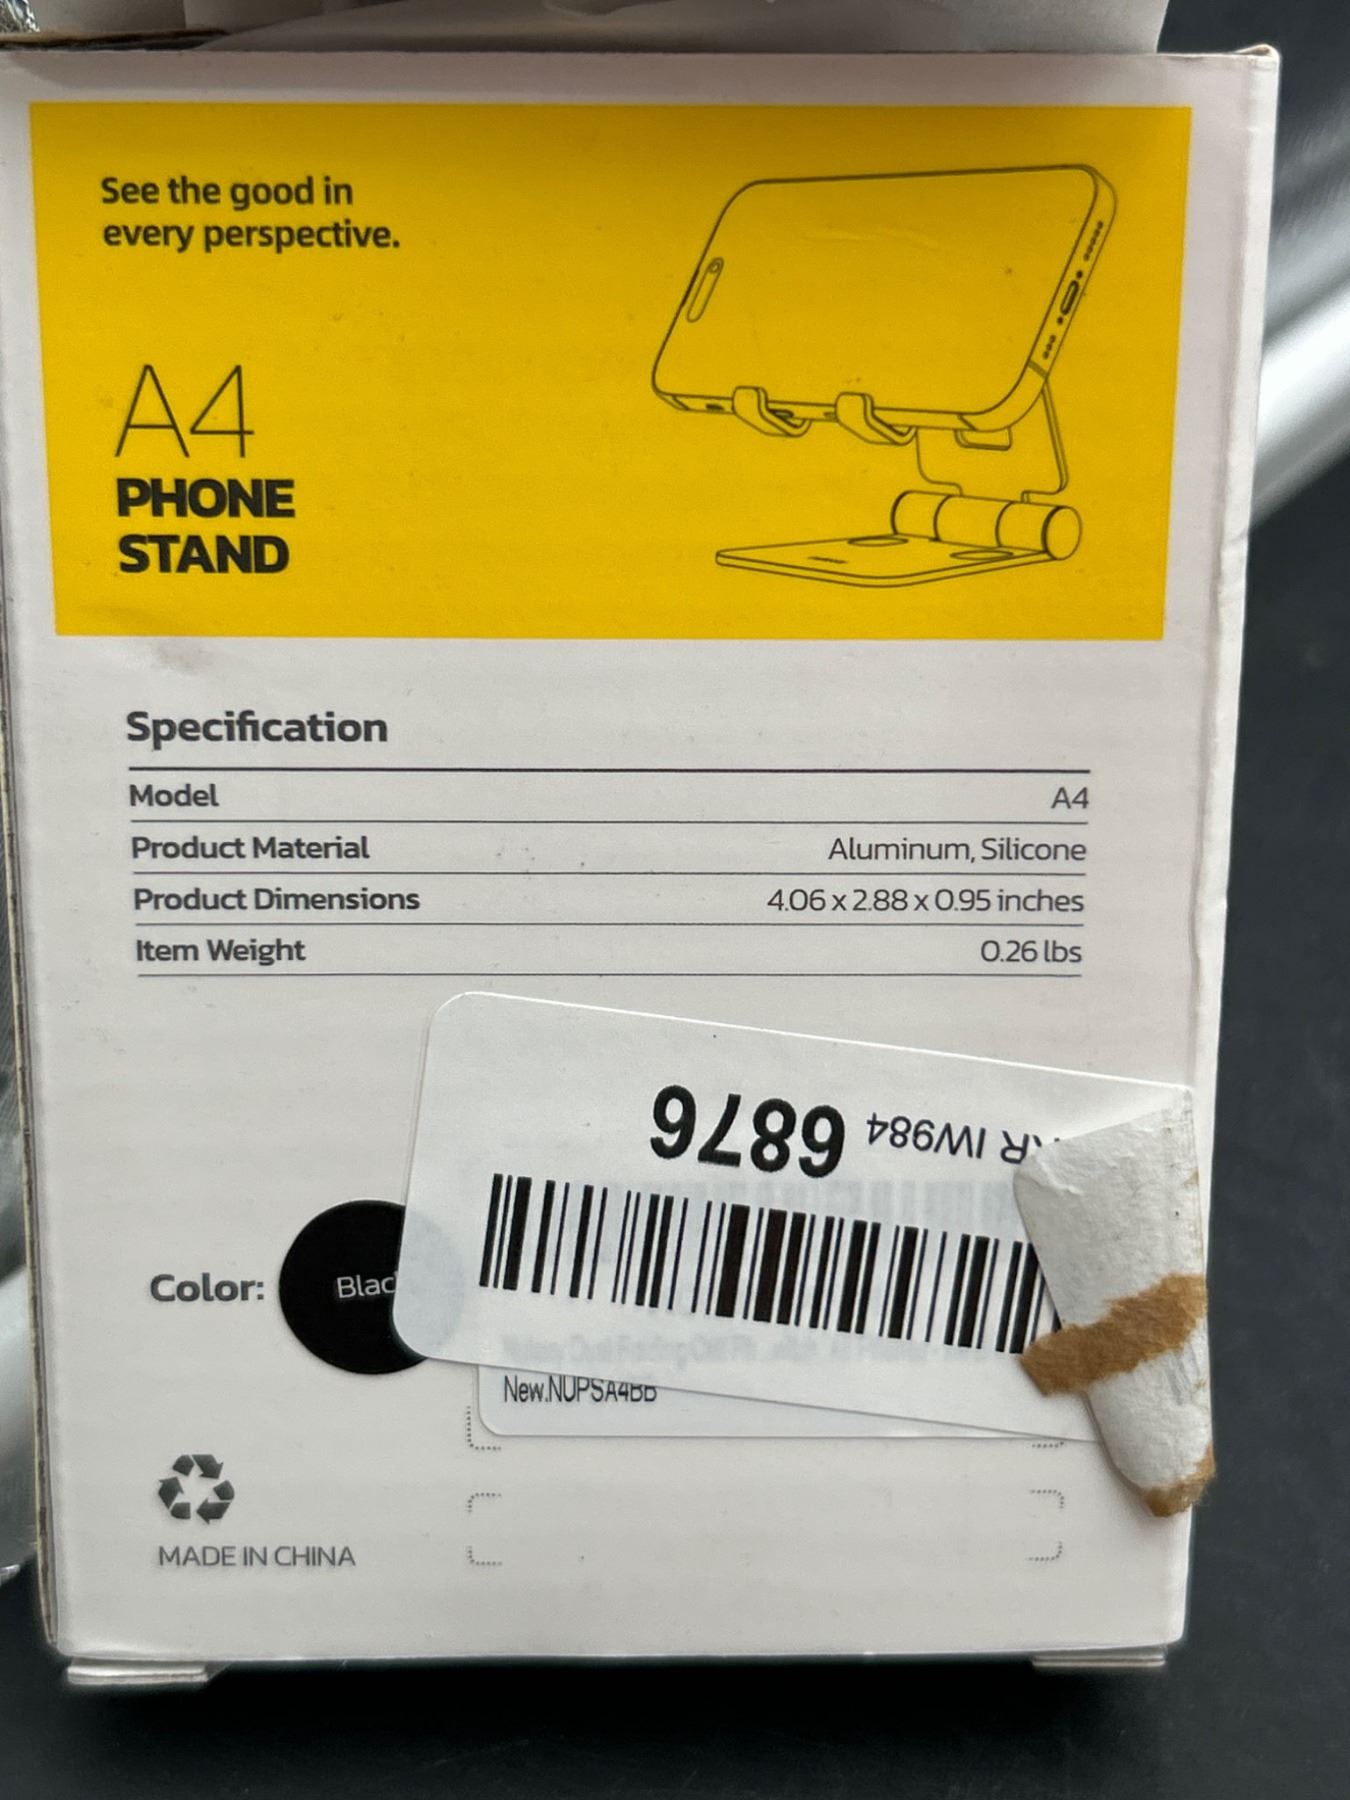 See the good in
every perspective.
A4
PHONE
STAND
Specification
Model A4
Product Material Aluminum, Silicone
Product Dimensions 4.06 x 2.88 x 0.95 inches
Item Weight 0.26 lbs
6876 IW984
Color: Blac
New.NUPSA4BB
MADE IN CHINA